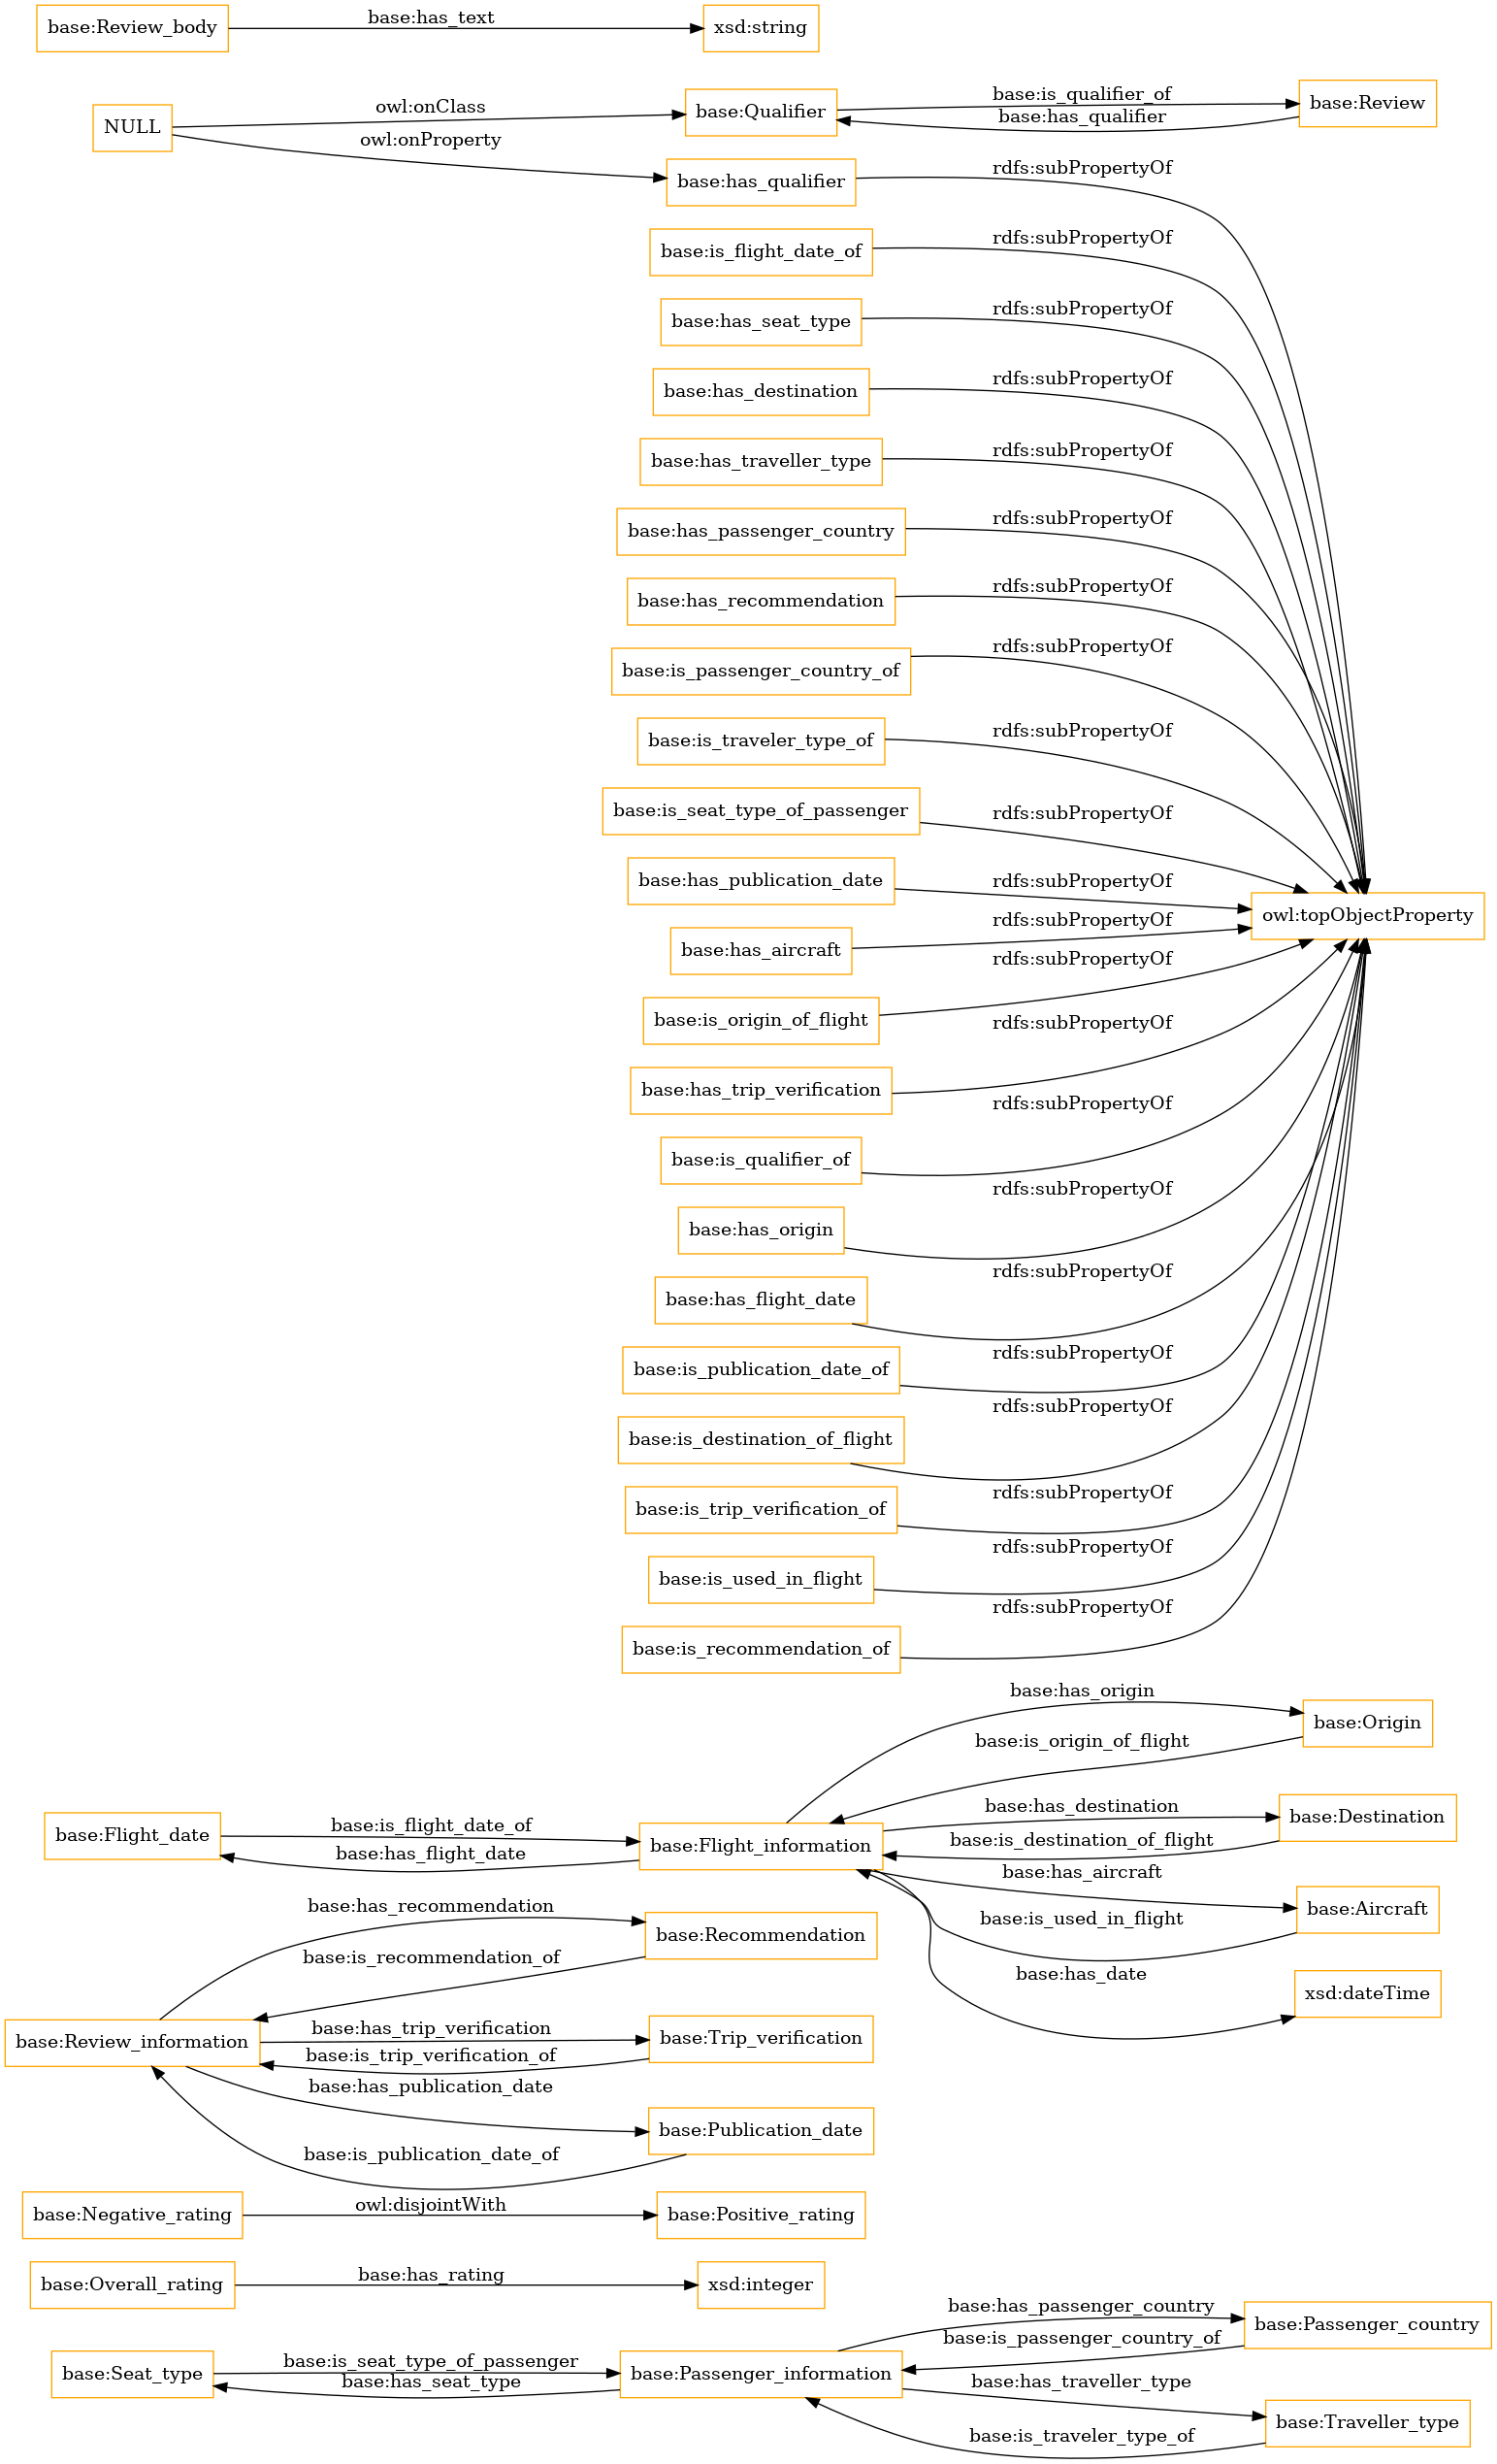 base:Review_body
base:has_text
xsd:string
NULL
owl:onClass
owl:onProperty
base:Qualifier
base:is_qualifier_of
base:has_qualifier
base:Review
base:has_qualifier
rdfs:subPropertyOf
base:is_flight_date_of
rdfs:subPropertyOf
base:has_seat_type
rdfs:subPropertyOf
base:has_destination
rdfs:subPropertyOf
base:has_traveller_type
rdfs:subPropertyOf
base:has_passenger_country
rdfs:subPropertyOf
base:has_recommendation
rdfs:subPropertyOf
base:is_passenger_country_of
rdfs:subPropertyOf
base:is_traveler_type_of
rdfs:subPropertyOf
base:is_seat_type_of_passenger
rdfs:subPropertyOf
base:has_publication_date
rdfs:subPropertyOf
owl:topObjectProperty
base:has_aircraft
rdfs:subPropertyOf
base:is_origin_of_flight
rdfs:subPropertyOf
base:has_trip_verification
rdfs:subPropertyOf
base:is_qualifier_of
rdfs:subPropertyOf
base:has_origin
rdfs:subPropertyOf
base:has_flight_date
rdfs:subPropertyOf
base:is_publication_date_of
rdfs:subPropertyOf
base:is_destination_of_flight
rdfs:subPropertyOf
base:is_trip_verification_of
rdfs:subPropertyOf
base:is_used_in_flight
rdfs:subPropertyOf
base:is_recommendation_of
rdfs:subPropertyOf
base:Flight_date
base:is_flight_date_of
base:has_flight_date
base:Flight_information
base:has_origin
base:is_origin_of_flight
base:Origin
base:has_destination
base:is_destination_of_flight
base:Destination
base:has_aircraft
base:is_used_in_flight
base:Aircraft
base:has_date
xsd:dateTime
base:Review_information
base:has_recommendation
base:is_recommendation_of
base:Recommendation
base:has_trip_verification
base:is_trip_verification_of
base:Trip_verification
base:has_publication_date
base:is_publication_date_of
base:Publication_date
base:Negative_rating
owl:disjointWith
base:Positive_rating
base:Overall_rating
base:has_rating
xsd:integer
base:Seat_type
base:is_seat_type_of_passenger
base:has_seat_type
base:Passenger_information
base:has_passenger_country
base:is_passenger_country_of
base:Passenger_country
base:has_traveller_type
base:is_traveler_type_of
base:Traveller_type